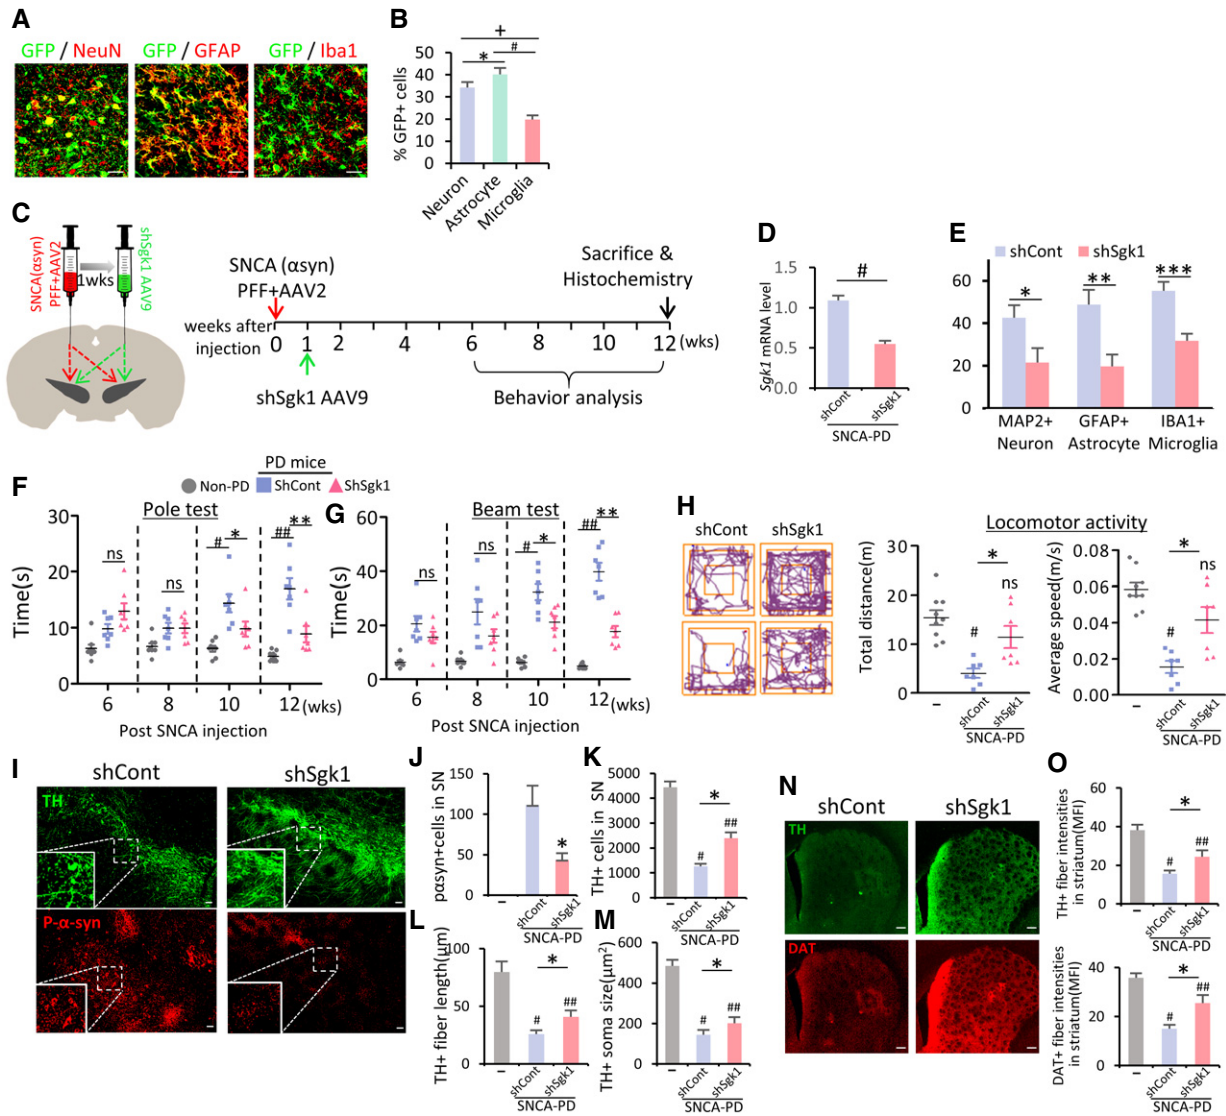 A
GFP / NeuN
GFP / GFAP
GFP / Iba1
B
+
* #
50
40
30
20
10
0
% GFP+ cells
Neuron
Astrocyte
Microglia
C
SNCA(αsyn)
PFF+AAV2
1wks
shSgk1 AAV9
SNCA (αsyn)
PFF+AAV2
Sacrifice &
Histochemistry
weeks after
injection
0 1 2 4 6 8 10 12 (wks)
shSgk1 AAV9
Behavior analysis
D
#
1.5
1.0
0.5
0.0
Sgk1 mRNA level
shCont
shSgk1
SNCA-PD
E
shCont shSgk1
* ** ***
60
40
20
0
MAP2+ GFAP+ IBA1+
Neuron Astrocyte Microglia
PD mice
Non-PD ShCont ShSgk1
F
Pole test
30
20
10
0
Time(s)
ns ns # * ## **
6 8 10 12 (wks)
Post SNCA injection
G
Beam test
60
40
20
0
Time(s)
ns ns # * ## **
6 8 10 12 (wks)
Post SNCA injection
H
shCont shSgk1
Locomotor activity
30
20
10
0
Total distance(m)
*
ns
#
–
shCont
shSgk1
SNCA-PD
0.08
0.06
0.04
0.02
0.00
Average speed(m/s)
*
ns
#
–
shCont
shSgk1
SNCA-PD
I
shCont shSgk1
TH
P-α-syn
J
150
100
50
0
pαsyn+cells in SN
*
–
shCont
shSgk1
SNCA-PD
K
5000
4000
3000
2000
1000
0
TH+ cells in SN
*
# ##
–
shCont
shSgk1
SNCA-PD
L
100
50
0
TH+ fiber length(μm)
*
# ##
–
shCont
shSgk1
SNCA-PD
M
600
400
200
0
TH+ soma size(μm²)
*
# ##
–
shCont
shSgk1
SNCA-PD
N
shCont shSgk1
TH
DAT
O
60
40
20
0
TH+ fiber intensities
in striatum(MFI)
*
# ##
–
shCont
shSgk1
SNCA-PD
40
20
0
DAT+ fiber intensities
in striatum(MFI)
*
# ##
–
shCont
shSgk1
SNCA-PD